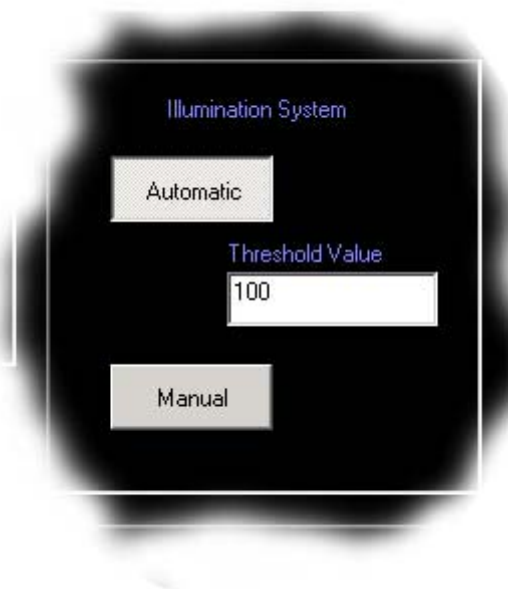 Illumination System
Automatic
Threshold Value
100
Manual